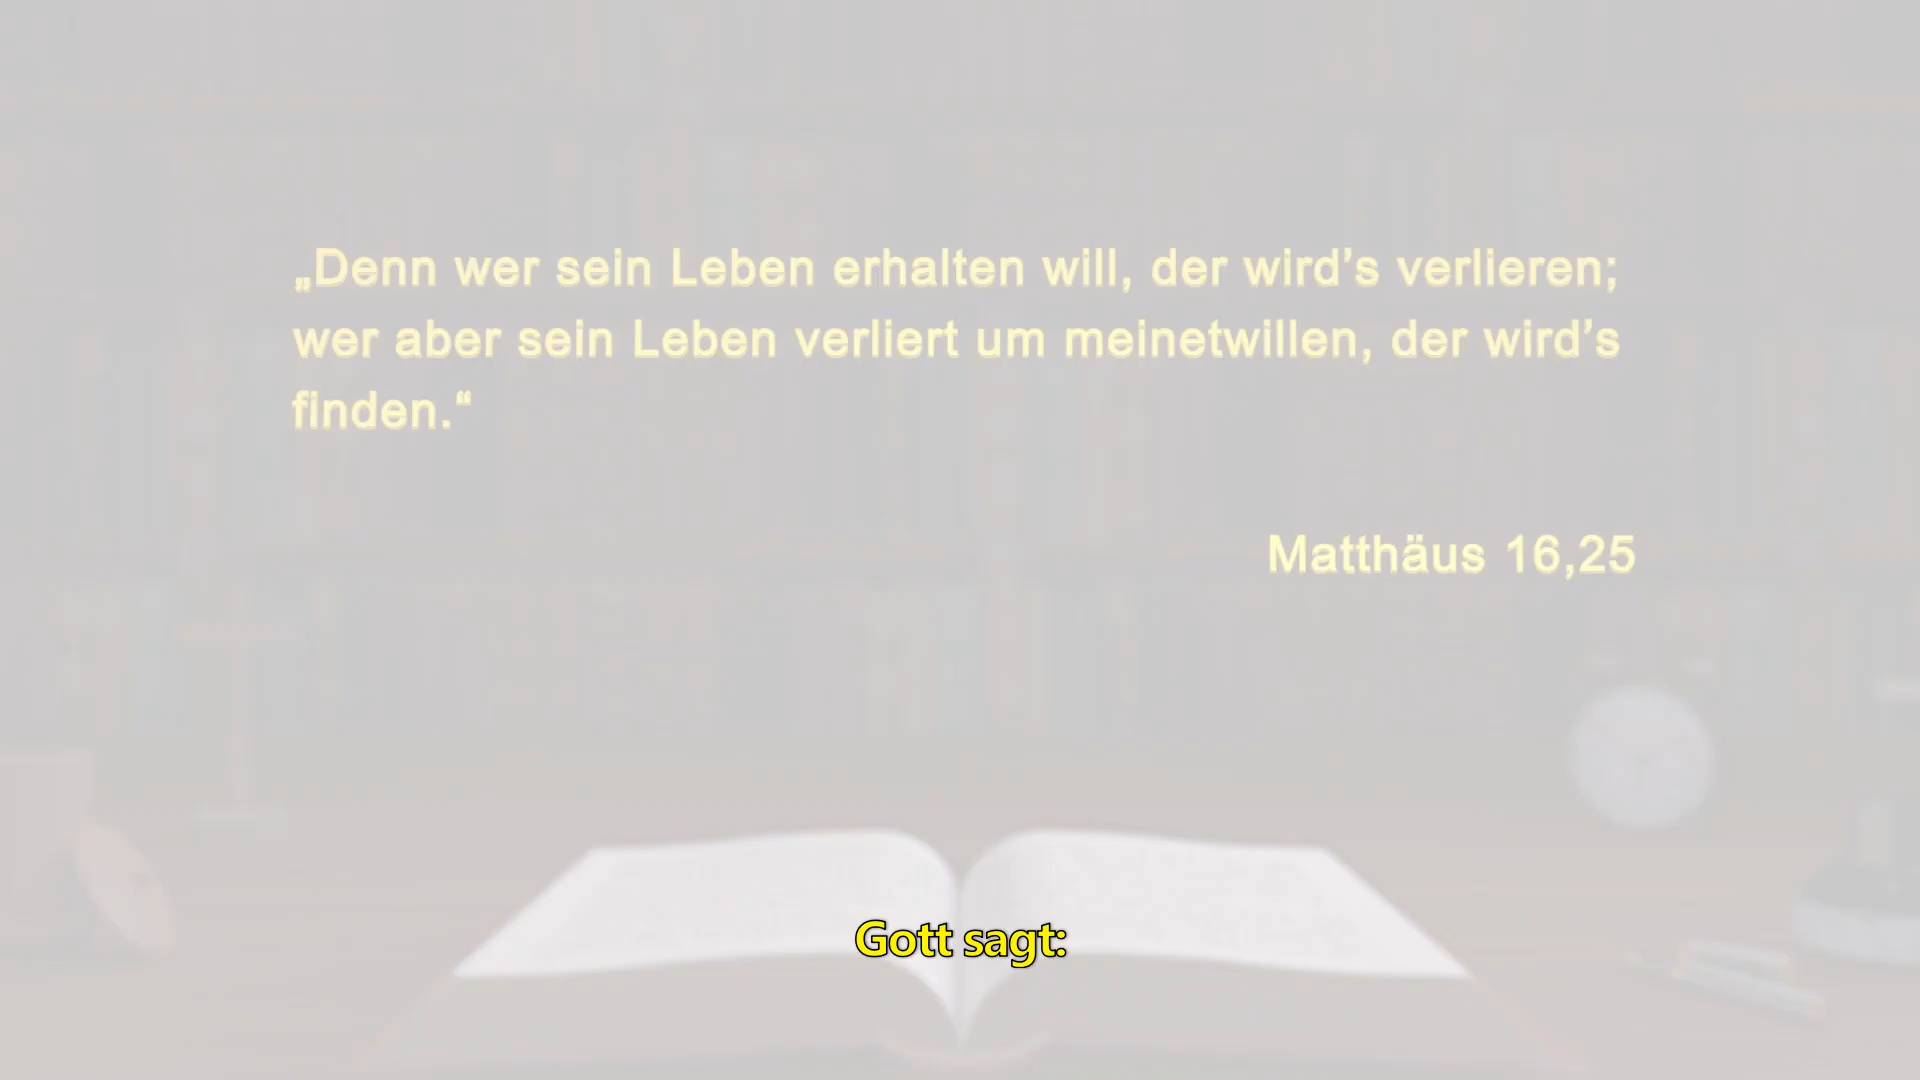 „Denn wer sein Leben erhalten will, der wird’s verlieren;
wer aber sein Leben verliert um meinetwillen, der wird’s
finden.“
Matthäus 16,25
Gott sagt: